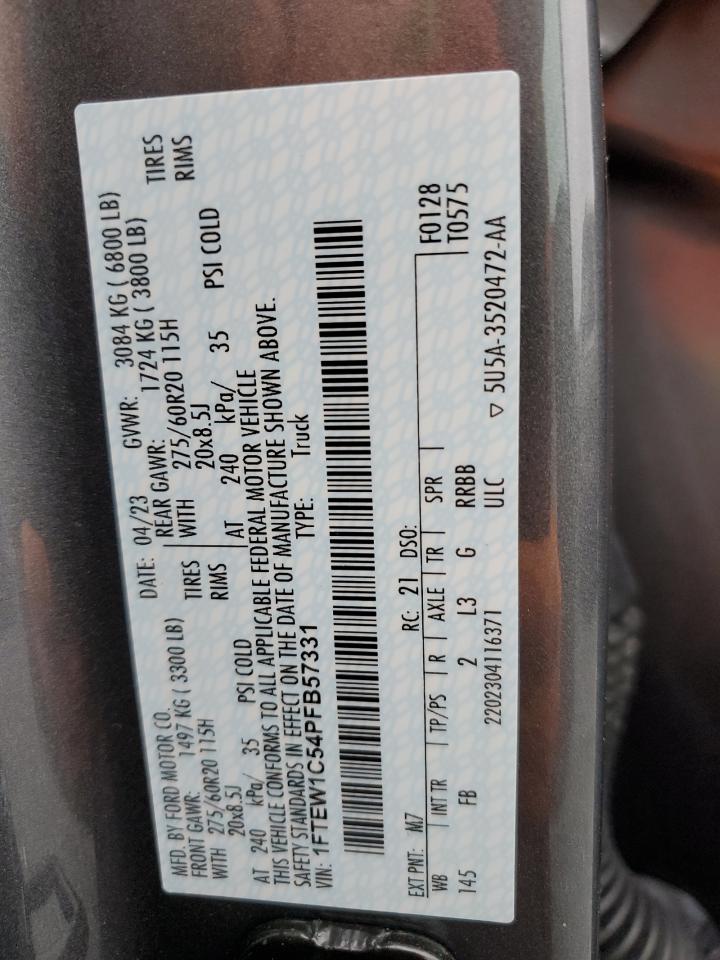 MFD. BY FORD MOTOR CO.
DATE: 04/23 GVWR: 3084 KG ( 6800 LB)
FRONT GAWR: 1497 KG ( 3300 LB) REAR GAWR: 1724 KG ( 3800 LB)
WITH 275/60R20 115H TIRES WITH 275/60R20 115H TIRES
20x8.5J RIMS 20x8.5J RIMS
AT 240 kPa/ 35 PSI COLD AT 240 kPa/ 35 PSI COLD
THIS VEHICLE CONFORMS TO ALL APPLICABLE FEDERAL MOTOR VEHICLE
SAFETY STANDARDS IN EFFECT ON THE DATE OF MANUFACTURE SHOWN ABOVE.
VIN: 1FTEW1C54PFB57331 TYPE: Truck
EXT PNT: M7 RC: 21 DSO: F0128
WB INT TR TP/PS R AXLE TR SPR T0575
145 FB 2 L3 G RRBB
2202304116371 ULC ▽ 5U5A-3520472-AA